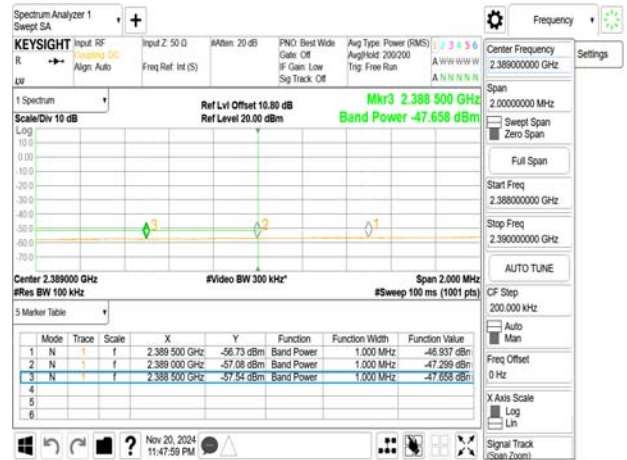 Spectrum Analyzer 1
Swept SA
+
Frequency
KEYSIGHT
R
Input: RF
Coupling: DC
Align: Auto
Input Z: 50 Ω
Freq Ref: Int (S)
#Atten: 20 dB
PNO: Best Wide
Gate: Off
IF Gain: Low
Sig Track: Off
Avg Type: Power (RMS)
Avg|Hold: 200/200
Trig: Free Run
1 2 3 4 5 6
A W W W W W
A N N N N N
LV
1 Spectrum
Scale/Div 10 dB
Ref Lvl Offset 10.80 dB
Ref Level 20.00 dBm
Mkr3 2.388 500 GHz
Band Power -47.658 dBm
Log
10.0
0.00
-10.0
-20.0
-30.0
-40.0
-50.0
-60.0
-70.0
3
2
1
Center 2.389000 GHz
#Res BW 100 kHz
#Video BW 300 kHz*
Span 2.000 MHz
#Sweep 100 ms (1001 pts)
5 Marker Table
Mode Trace Scale X Y Function Function Width Function Value
1 N 1 f 2.389 500 GHz -56.73 dBm Band Power 1.000 MHz -46.937 dBm
2 N 1 f 2.389 000 GHz -57.08 dBm Band Power 1.000 MHz -47.299 dBm
3 N 1 f 2.388 500 GHz -57.54 dBm Band Power 1.000 MHz -47.658 dBm
4
5
6
?
Nov 20, 2024
11:47:59 PM
Center Frequency
2.389000000 GHz
Settings
Span
2.00000000 MHz
Swept Span
Zero Span
Full Span
Start Freq
2.388000000 GHz
Stop Freq
2.390000000 GHz
AUTO TUNE
CF Step
200.000 kHz
Auto
Man
Freq Offset
0 Hz
X Axis Scale
Log
Lin
Signal Track
(Span Zoom)